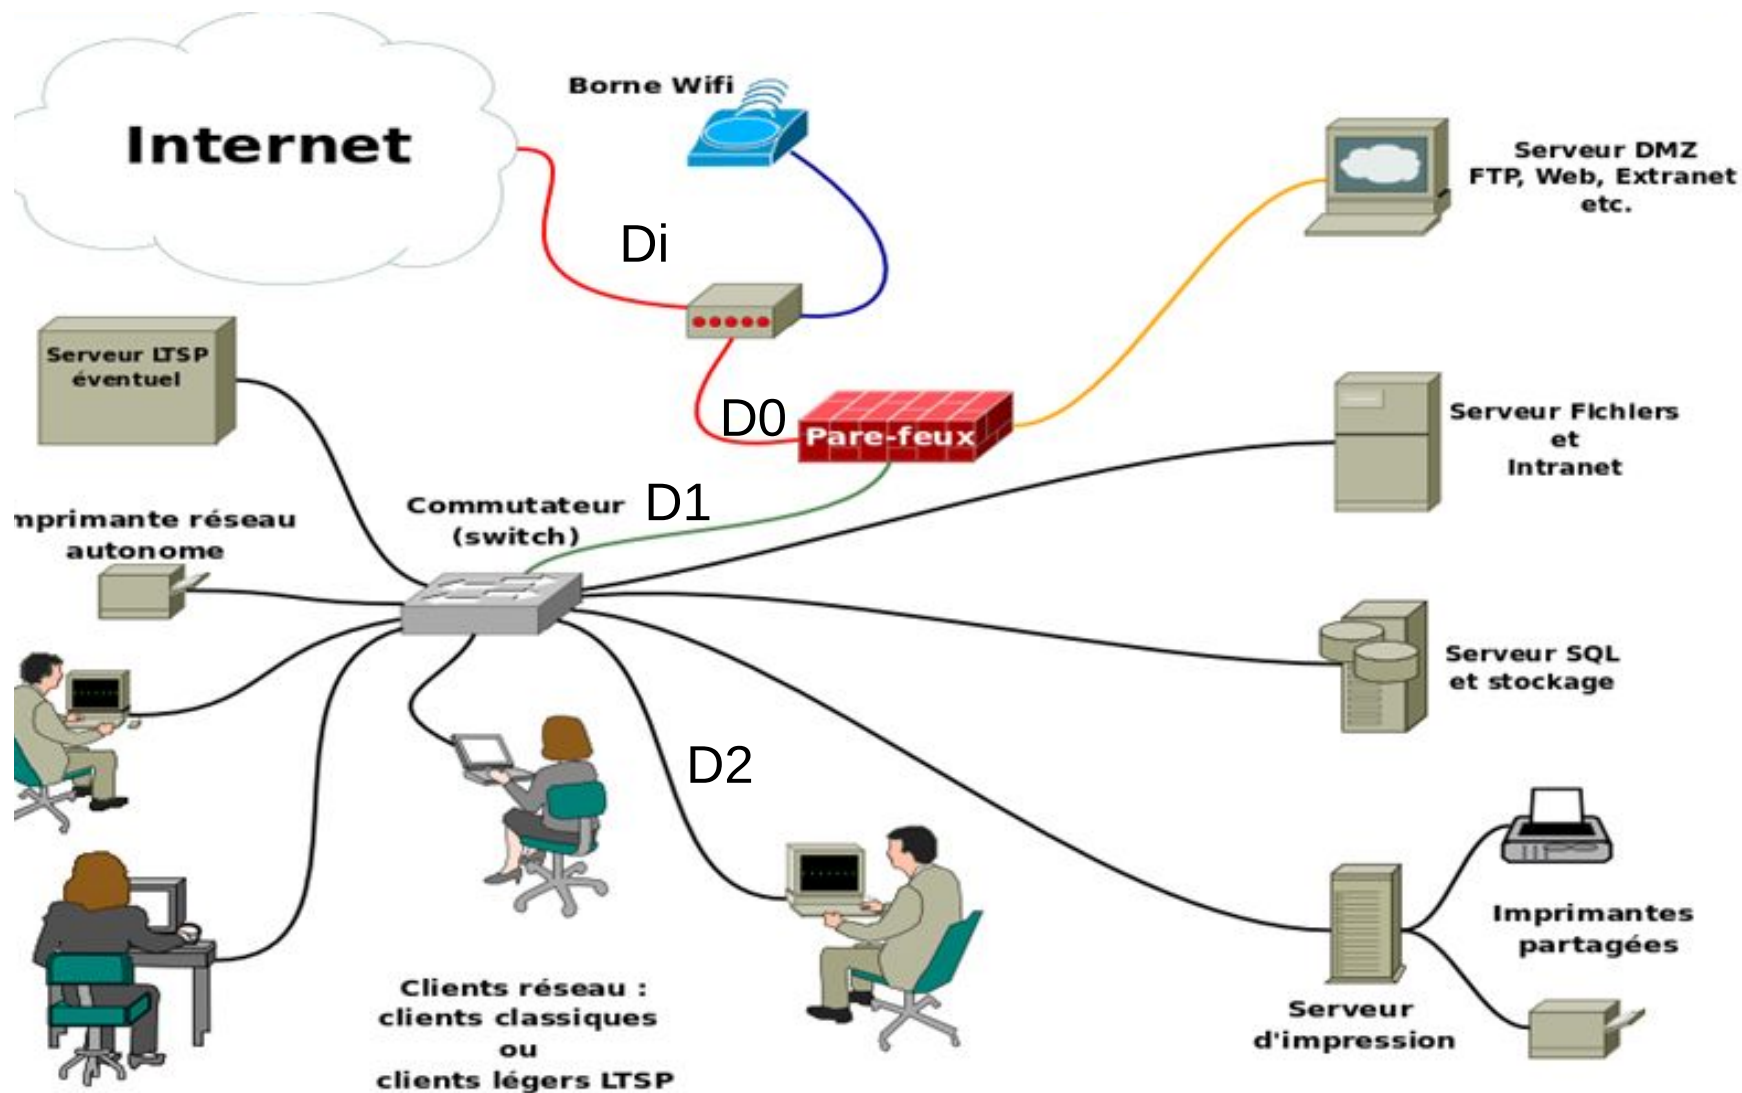 Internet
Borne Wifi
Serveur DMZ
FTP, Web, Extranet
etc.
Di
Serveur LTSP
éventuel
D0
Pare-feux
Serveur Fichiers
et
Intranet
Commutateur
(switch)
D1
mprimante réseau
autonome
Serveur SQL
et stockage
D2
Imprimantes
partagées
Clients réseau :
clients classiques
ou
clients légers LTSP
Serveur
d'impression